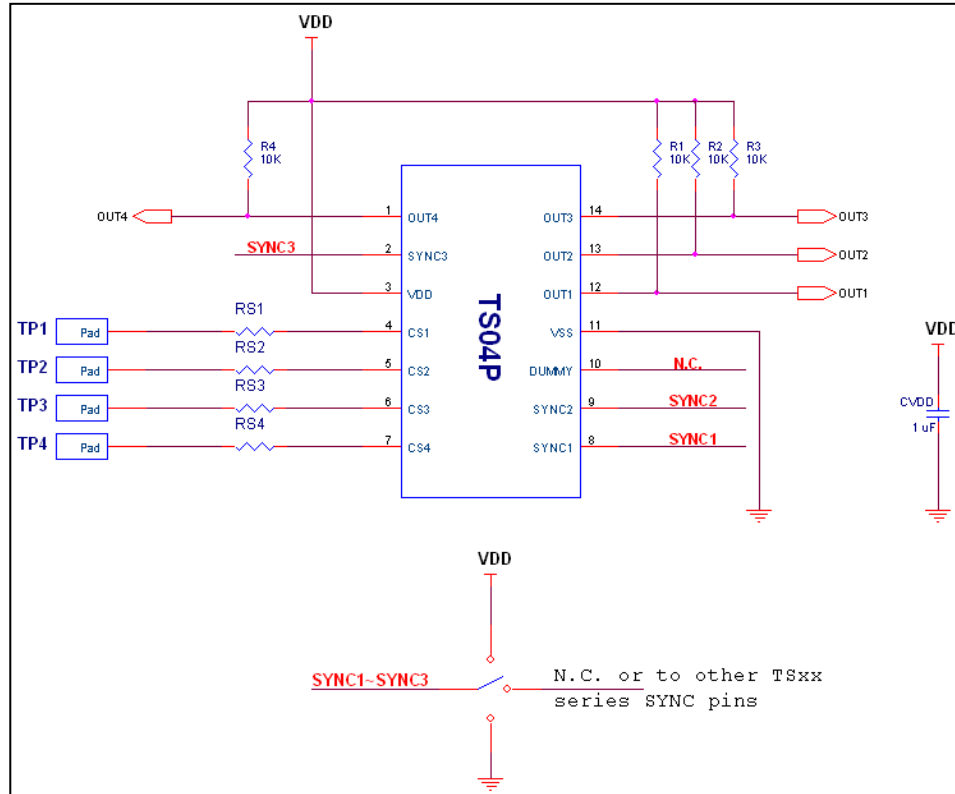 VDD
R4
10K
R1
10K
R2
10K
R3
10K
OUT4
1
OUT4
OUT3
14
OUT3
SYNC3
2
SYNC3
OUT2
13
OUT2
3
VDD
OUT1
12
OUT1
TS04P
TP1
Pad
RS1
4
CS1
VSS
11
TP2
Pad
RS2
5
CS2
DUMMY
10
N.C.
TP3
Pad
RS3
6
CS3
SYNC2
9
SYNC2
TP4
Pad
RS4
7
CS4
SYNC1
8
SYNC1
VDD
CVDD
1 uF
VDD
SYNC1~SYNC3
N.C. or to other TSxx
series SYNC pins